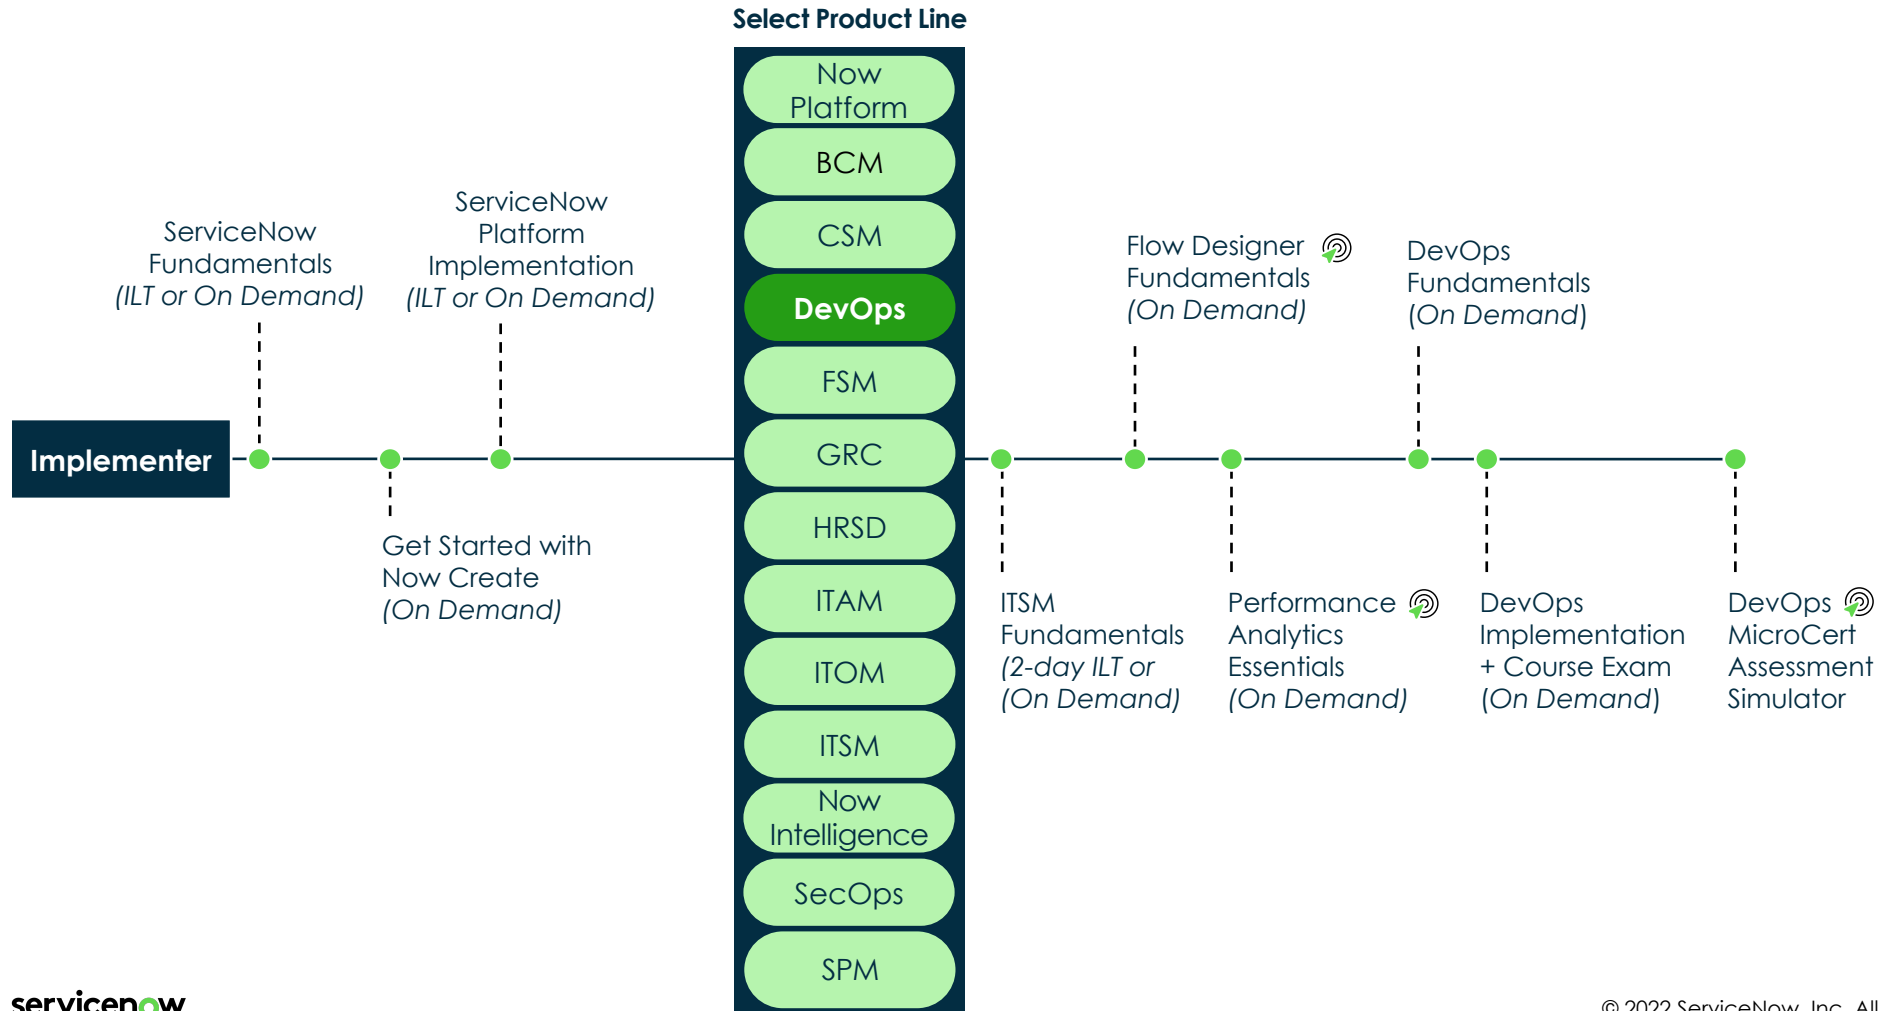 Select Product Line
Now
Platform
BCM
CSM
DevOps
FSM
GRC
HRSD
ITAM
ITOM
ITSM
Now
Intelligence
SecOps
SPM
Implementer
ServiceNow
Fundamentals
(ILT or On Demand)
Get Started with
Now Create
(On Demand)
ServiceNow
Platform
Implementation
(ILT or On Demand)
ITSM
Fundamentals
(2-day ILT or
(On Demand)
Flow Designer
Fundamentals
(On Demand)
Performance
Analytics
Essentials
(On Demand)
DevOps
Fundamentals
(On Demand)
DevOps
Implementation
+ Course Exam
(On Demand)
DevOps
MicroCert
Assessment
Simulator
servicenow
© 2022 ServiceNow, Inc. All